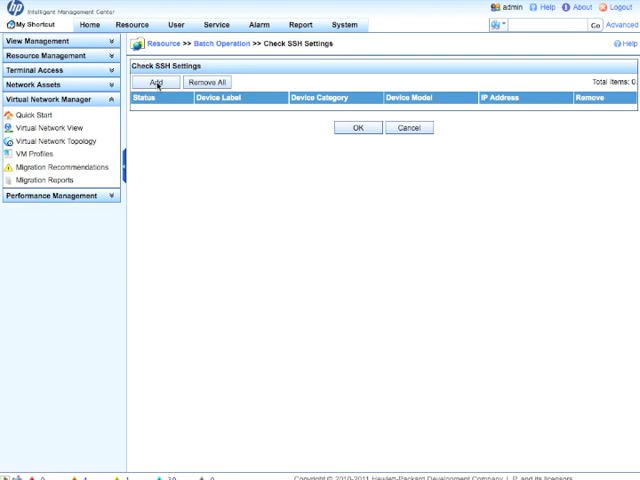 hp
Intelligent Management Center
admin Help About Logout
My Shortcut Home Resource User Service Alarm Report System Go Advanced
View Management
Resource Management
Terminal Access
Network Assets
Virtual Network Manager
Quick Start
Virtual Network View
Virtual Network Topology
VM Profiles
Migration Recommendations
Migration Reports
Performance Management
Resource >> Batch Operation >> Check SSH Settings Help
Check SSH Settings
Add Remove All Total Items: 0.
Status Device Label Device Category Device Model IP Address Remove
OK Cancel
Copyright © 2010-2011 Hewlett-Packard Development Company, L.P. and its licensors.